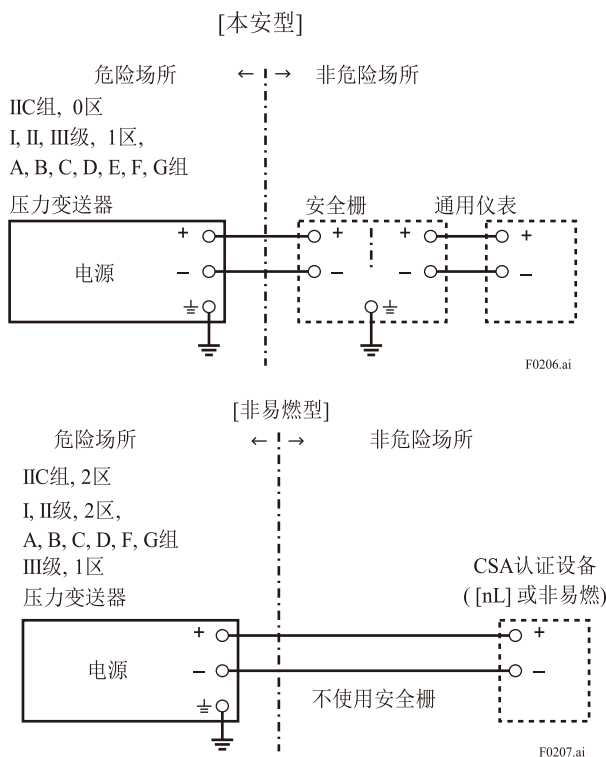 [本安型]
危险场所 ← → 非危险场所
IIC组, 0区
I, II, III级, 1区,
A, B, C, D, E, F, G组
压力变送器 安全栅 通用仪表
+ + + +
电源
− − − −
F0206.ai
[非易燃型]
危险场所 ← → 非危险场所
IIC组, 2区
I, II级, 2区,
A, B, C, D, F, G组
III级, 1区
压力变送器
CSA认证设备
( [nL] 或非易燃)
+ +
电源
− −
不使用安全栅
F0207.ai